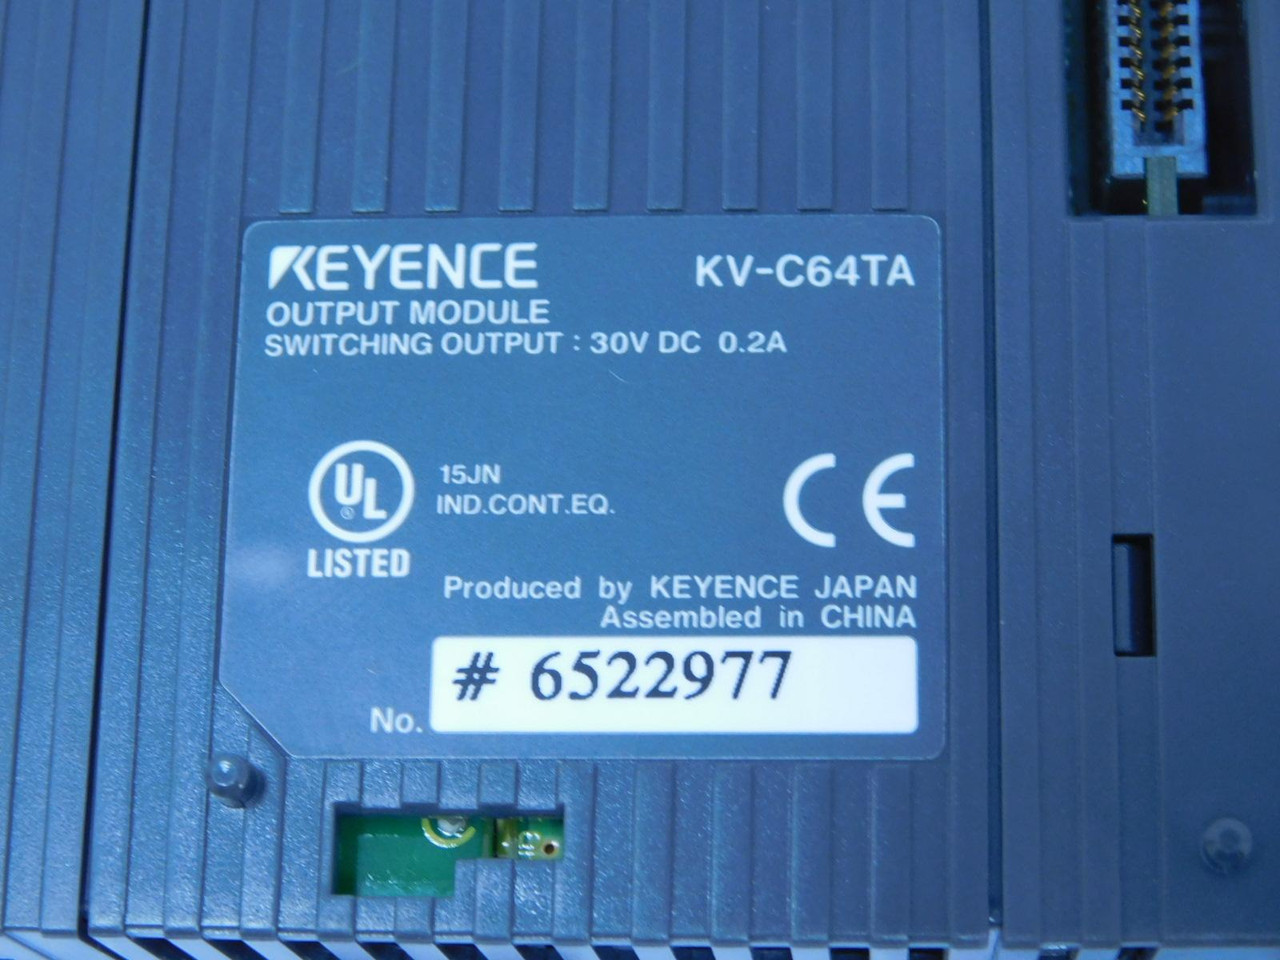 KEYENCE KV-C64TA
OUTPUT MODULE
SWITCHING OUTPUT : 30V DC 0.2A
UL ® 15JN
IND.CONT.EQ.
LISTED
CE
Produced by KEYENCE JAPAN
Assembled in CHINA
No. # 6522977